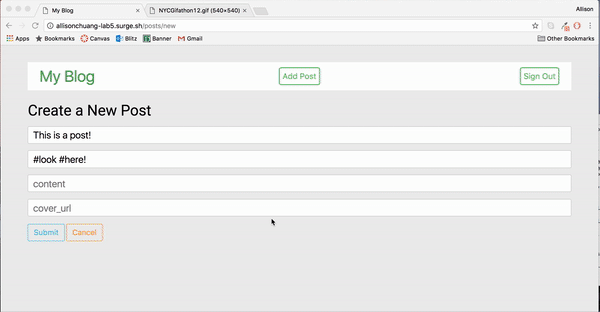 My Blog
NYCGifathon12.gif (540×540)
Allison
allisonchuang-lab5.surge.sh/posts/new
Apps
Bookmarks
Canvas
Blitz
Banner
Gmail
Other Bookmarks
My Blog
Add Post
Sign Out
Create a New Post
This is a post!
#look #here!
content
cover_url
Submit
Cancel